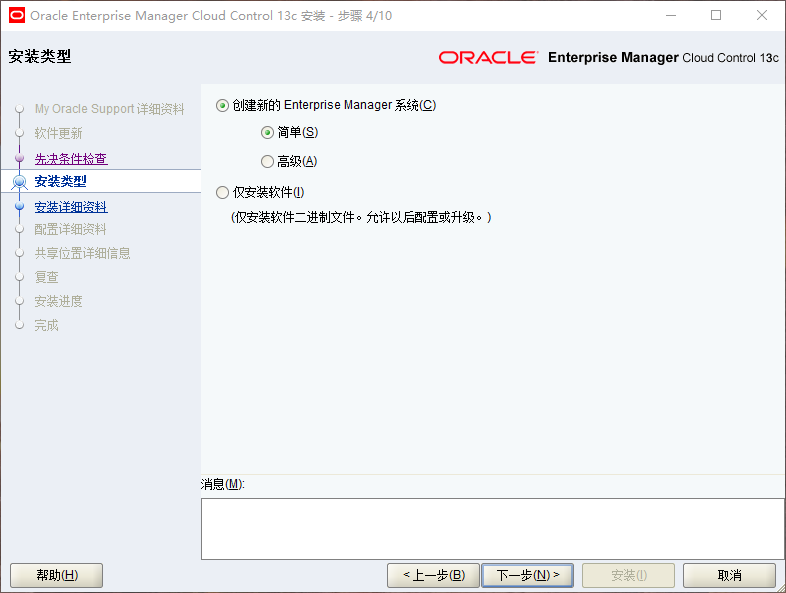 Oracle Enterprise Manager Cloud Control 13c 安装 - 步骤 4/10
安装类型
ORACLE Enterprise Manager Cloud Control 13c
My Oracle Support 详细资料
软件更新
先决条件检查
安装类型
安装详细资料
配置详细资料
共享位置详细信息
复查
安装进度
完成
创建新的 Enterprise Manager 系统(C)
简单(S)
高级(A)
仅安装软件(I)
(仅安装软件二进制文件。允许以后配置或升级。)
消息(M):
帮助(H)
< 上一步(B)
下一步(N) >
安装(I)
取消